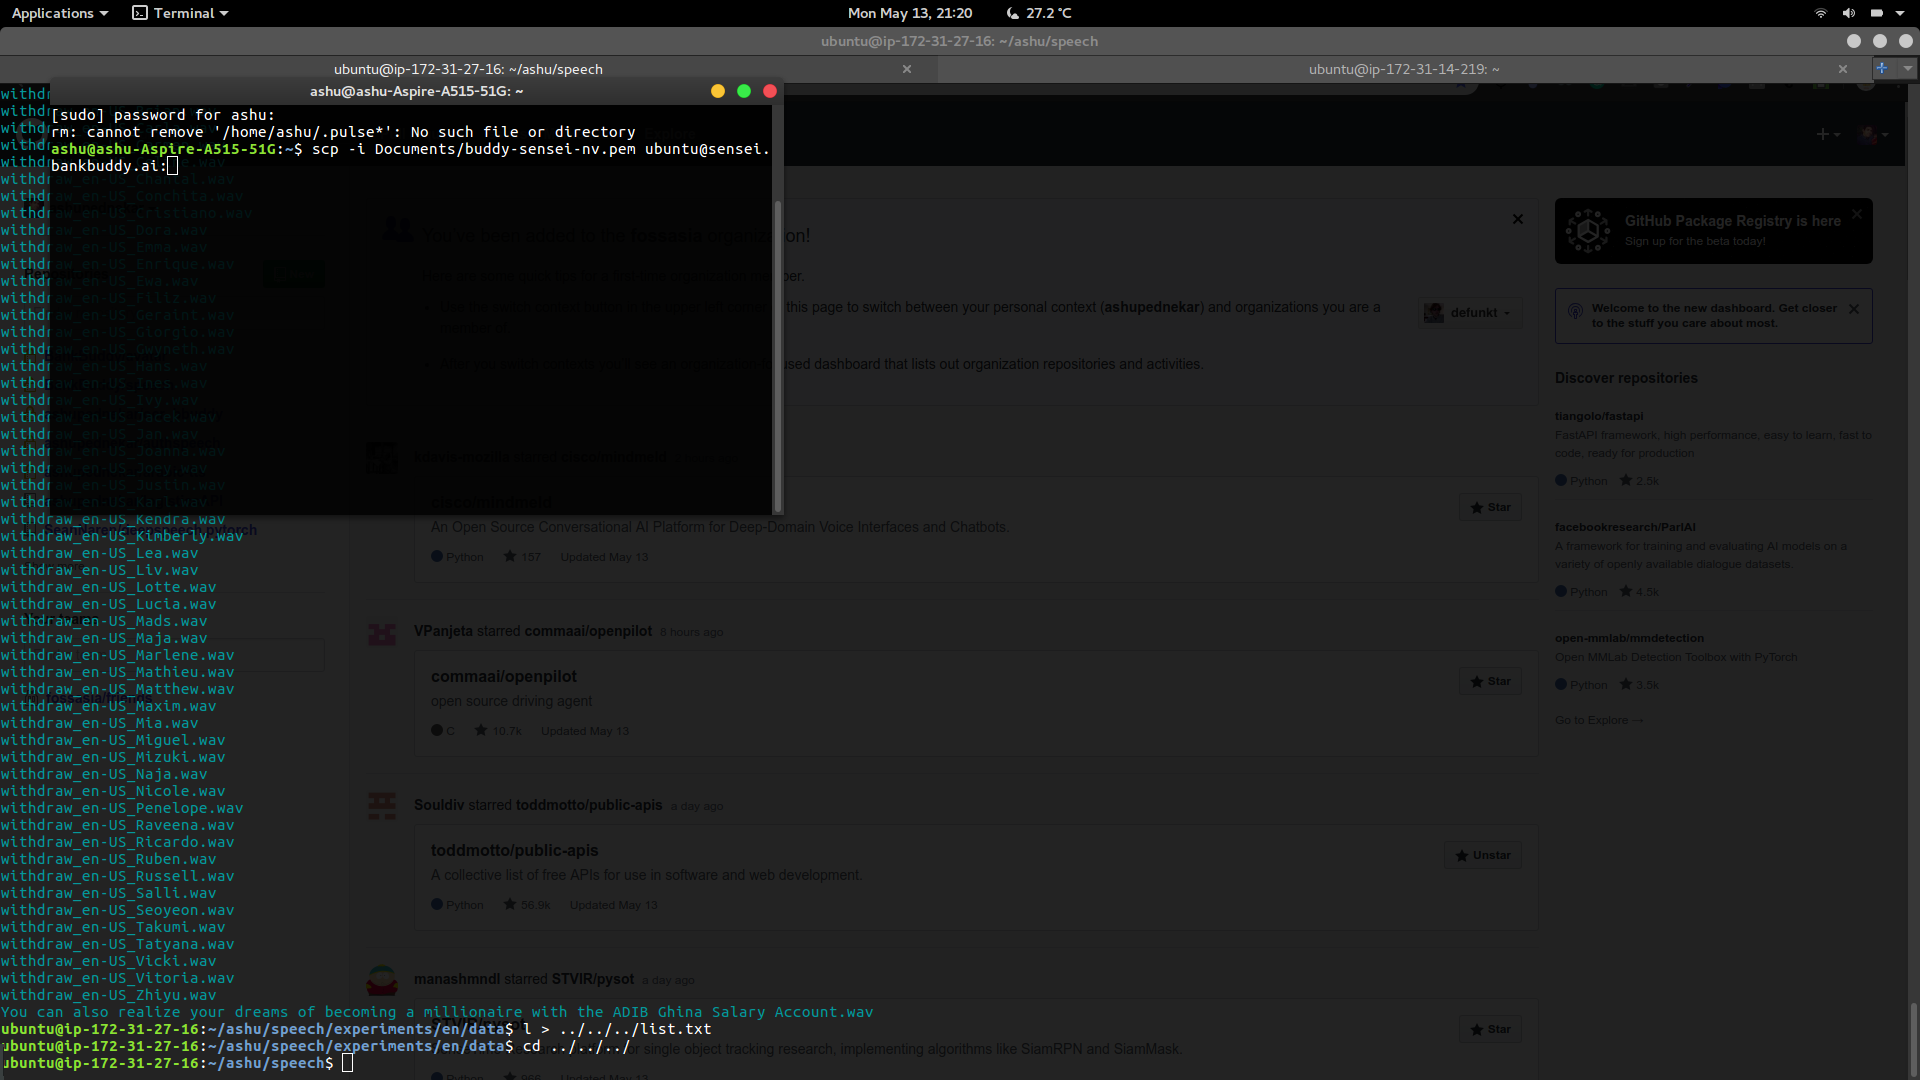 Applications
Terminal
Mon May 13, 21:20
27.2 °C
ubuntu@ip-172-31-27-16: ~/ashu/speech
ubuntu@ip-172-31-27-16: ~/ashu/speech
ubuntu@ip-172-31-14-219: ~
ashu@ashu-Aspire-A515-51G: ~
[sudo] password for ashu:
rm: cannot remove '/home/ashu/.pulse*': No such file or directory
ashu@ashu-Aspire-A515-51G:~$ scp -i Documents/buddy-sensei-nv.pem ubuntu@sensei.
bankbuddy.ai:
withdraw_en-US_Chantal.wav
withdraw_en-US_Conchita.wav
withdraw_en-US_Cristiano.wav
withdraw_en-US_Dora.wav
withdraw_en-US_Emma.wav
withdraw_en-US_Enrique.wav
withdraw_en-US_Ewa.wav
withdraw_en-US_Filiz.wav
withdraw_en-US_Geraint.wav
withdraw_en-US_Giorgio.wav
withdraw_en-US_Gwyneth.wav
withdraw_en-US_Hans.wav
withdraw_en-US_Ines.wav
withdraw_en-US_Ivy.wav
withdraw_en-US_Jacek.wav
withdraw_en-US_Jan.wav
withdraw_en-US_Joanna.wav
withdraw_en-US_Joey.wav
withdraw_en-US_Justin.wav
withdraw_en-US_Karl.wav
withdraw_en-US_Kendra.wav
withdraw_en-US_Kimberly.wav
withdraw_en-US_Lea.wav
withdraw_en-US_Liv.wav
withdraw_en-US_Lotte.wav
withdraw_en-US_Lucia.wav
withdraw_en-US_Mads.wav
withdraw_en-US_Maja.wav
withdraw_en-US_Marlene.wav
withdraw_en-US_Mathieu.wav
withdraw_en-US_Matthew.wav
withdraw_en-US_Maxim.wav
withdraw_en-US_Mia.wav
withdraw_en-US_Miguel.wav
withdraw_en-US_Mizuki.wav
withdraw_en-US_Naja.wav
withdraw_en-US_Nicole.wav
withdraw_en-US_Penelope.wav
withdraw_en-US_Raveena.wav
withdraw_en-US_Ricardo.wav
withdraw_en-US_Ruben.wav
withdraw_en-US_Russell.wav
withdraw_en-US_Salli.wav
withdraw_en-US_Seoyeon.wav
withdraw_en-US_Takumi.wav
withdraw_en-US_Tatyana.wav
withdraw_en-US_Vicki.wav
withdraw_en-US_Vitoria.wav
withdraw_en-US_Zhiyu.wav
You can also realize your dreams of becoming a millionaire with the ADIB Ghina Salary Account.wav
ubuntu@ip-172-31-27-16:~/ashu/speech/experiments/en/data$ l > ../../../list.txt
ubuntu@ip-172-31-27-16:~/ashu/speech/experiments/en/data$ cd ../../../
ubuntu@ip-172-31-27-16:~/ashu/speech$
You've been added to the fossasia organization!
this page to switch between your personal context (ashupednekar) and organizations you are a
used dashboard that lists out organization repositories and activities.
defunkt
An Open Source Conversational AI Platform for Deep-Domain Voice Interfaces and Chatbots.
Python 157 Updated May 13
Star
VPanjeta starred commaai/openpilot 8 hours ago
commaai/openpilot
open source driving agent
C 10.7k Updated May 13
Star
Souldiv starred toddmotto/public-apis a day ago
toddmotto/public-apis
A collective list of free APIs for use in software and web development.
Python 56.9k Updated May 13
Unstar
manashmndl starred STVIR/pysot a day ago
STVIR/pysot
single object tracking research, implementing algorithms like SiamRPN and SiamMask.
Python 966 Updated May 13
Star
GitHub Package Registry is here
Sign up for the beta today!
Welcome to the new dashboard. Get closer
to the stuff you care about most.
Discover repositories
tiangolo/fastapi
FastAPI framework, high performance, easy to learn, fast to
code, ready for production
Python 2.5k
facebookresearch/ParlAI
A framework for training and evaluating AI models on a
variety of openly available dialogue datasets.
Python 4.5k
open-mmlab/mmdetection
Open MMLab Detection Toolbox with PyTorch
Python 3.5k
Go to Explore →